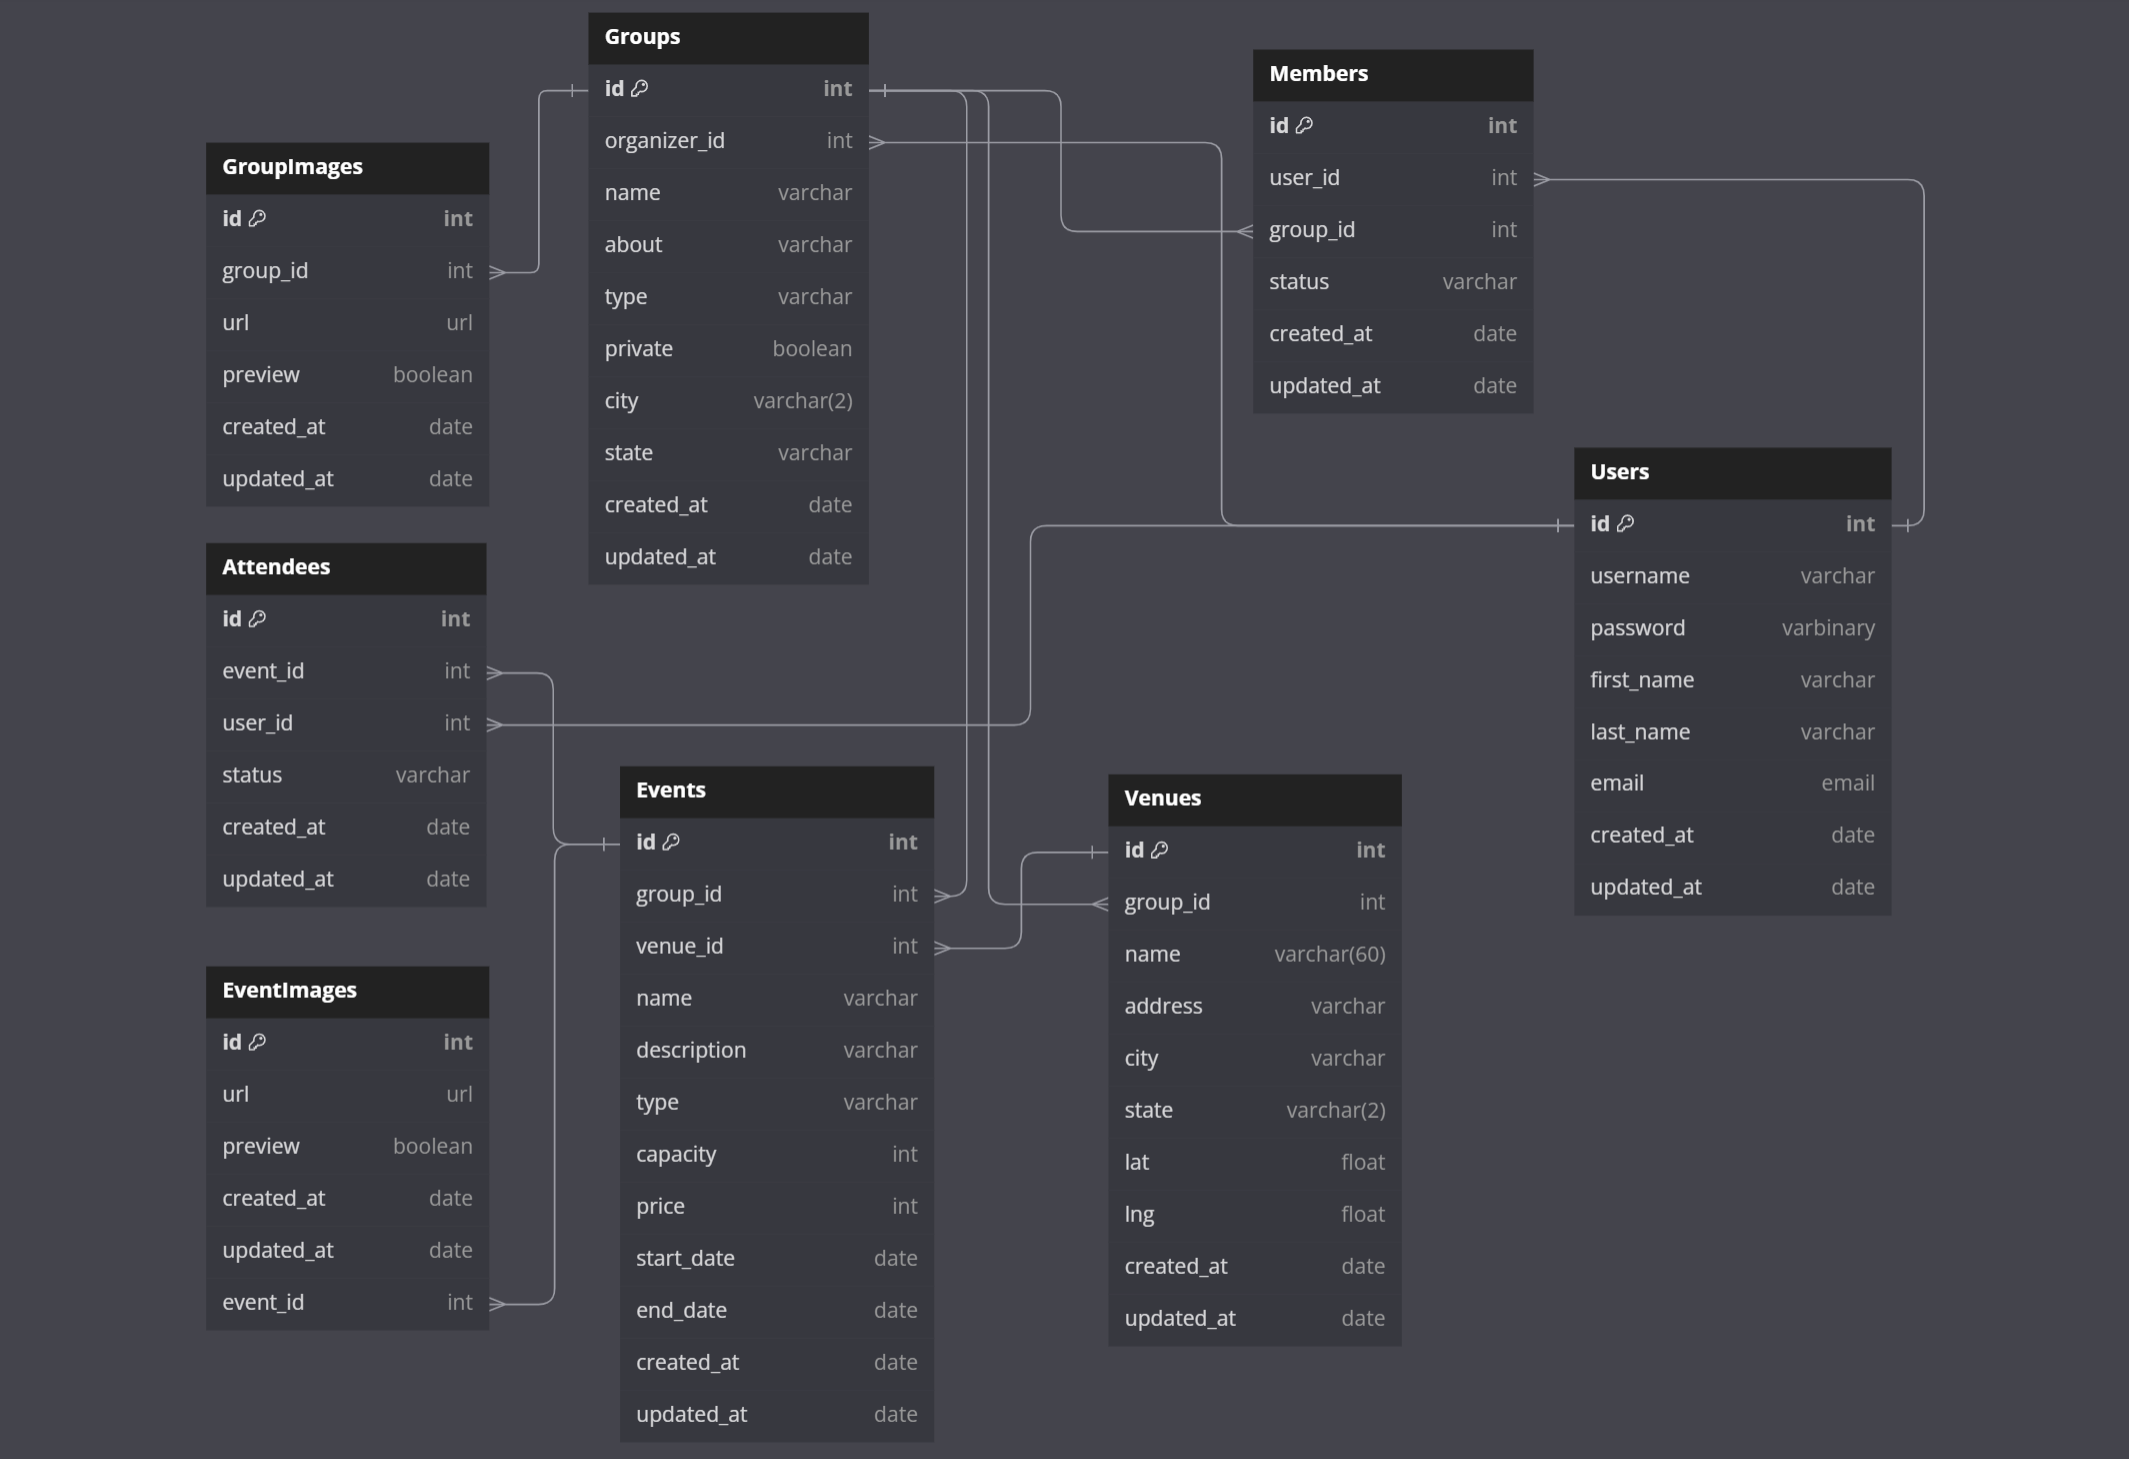 Groups
id int
organizer_id int
name varchar
about varchar
type varchar
private boolean
city varchar(2)
state varchar
created_at date
updated_at date
Members
id int
user_id int
group_id int
status varchar
created_at date
updated_at date
GroupImages
id int
group_id int
url url
preview boolean
created_at date
updated_at date
Users
id int
username varchar
password varbinary
first_name varchar
last_name varchar
email email
created_at date
updated_at date
Attendees
id int
event_id int
user_id int
status varchar
created_at date
updated_at date
Events
id int
group_id int
venue_id int
name varchar
description varchar
type varchar
capacity int
price int
start_date date
end_date date
created_at date
updated_at date
Venues
id int
group_id int
name varchar(60)
address varchar
city varchar
state varchar(2)
lat float
lng float
created_at date
updated_at date
EventImages
id int
url url
preview boolean
created_at date
updated_at date
event_id int